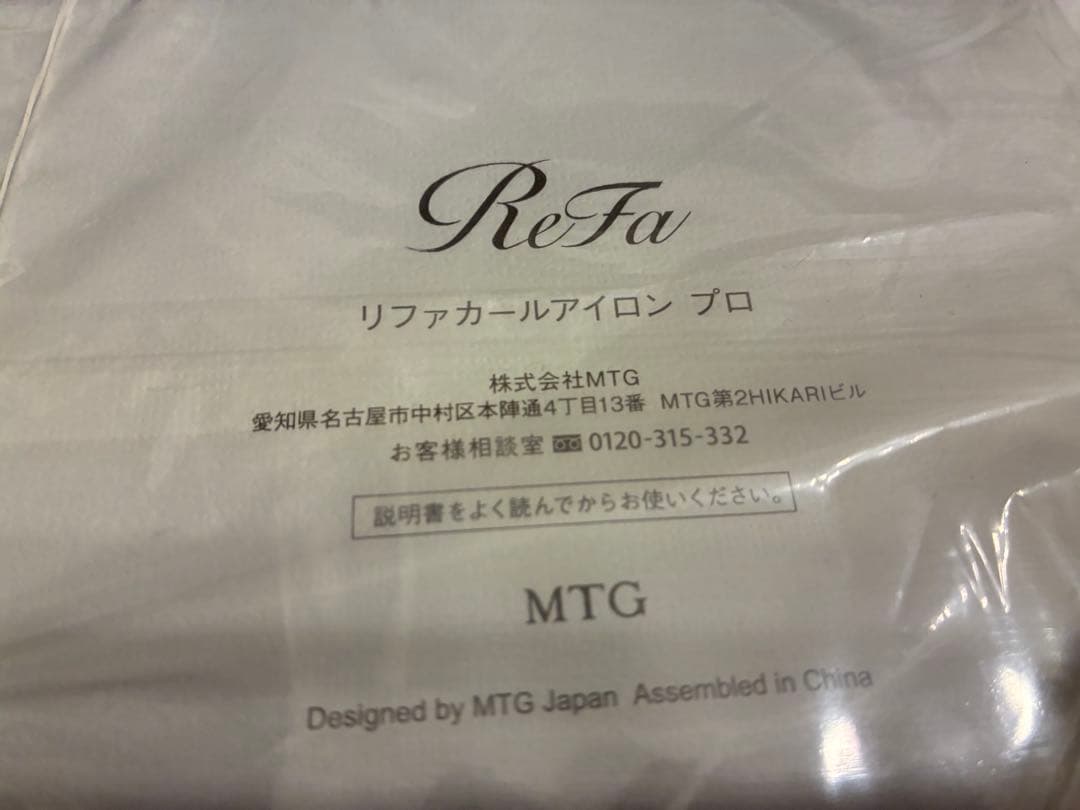 ReFa
リファカールアイロン プロ
株式会社MTG
愛知県名古屋市中村区本陣通4丁目13番 MTG第2HIKARIビル
お客様相談室 0120-315-332
説明書をよく読んでからお使いください。
MTG
Designed by MTG Japan Assembled in China